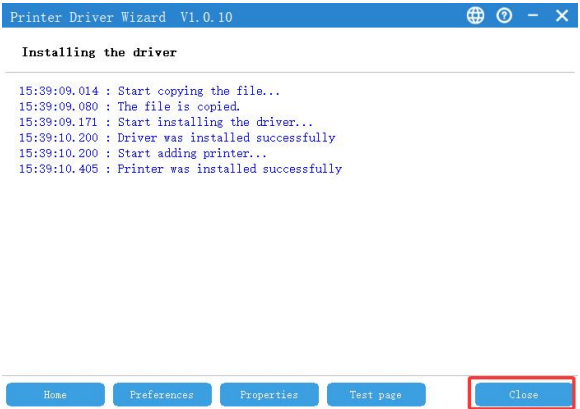 Printer Driver Wizard V1.0.10
Installing the driver
15:39:09.014 : Start copying the file...
15:39:09.080 : The file is copied.
15:39:09.171 : Start installing the driver...
15:39:10.200 : Driver was installed successfully
15:39:10.200 : Start adding printer...
15:39:10.405 : Printer was installed successfully
Home Preferences Properties Test page Close